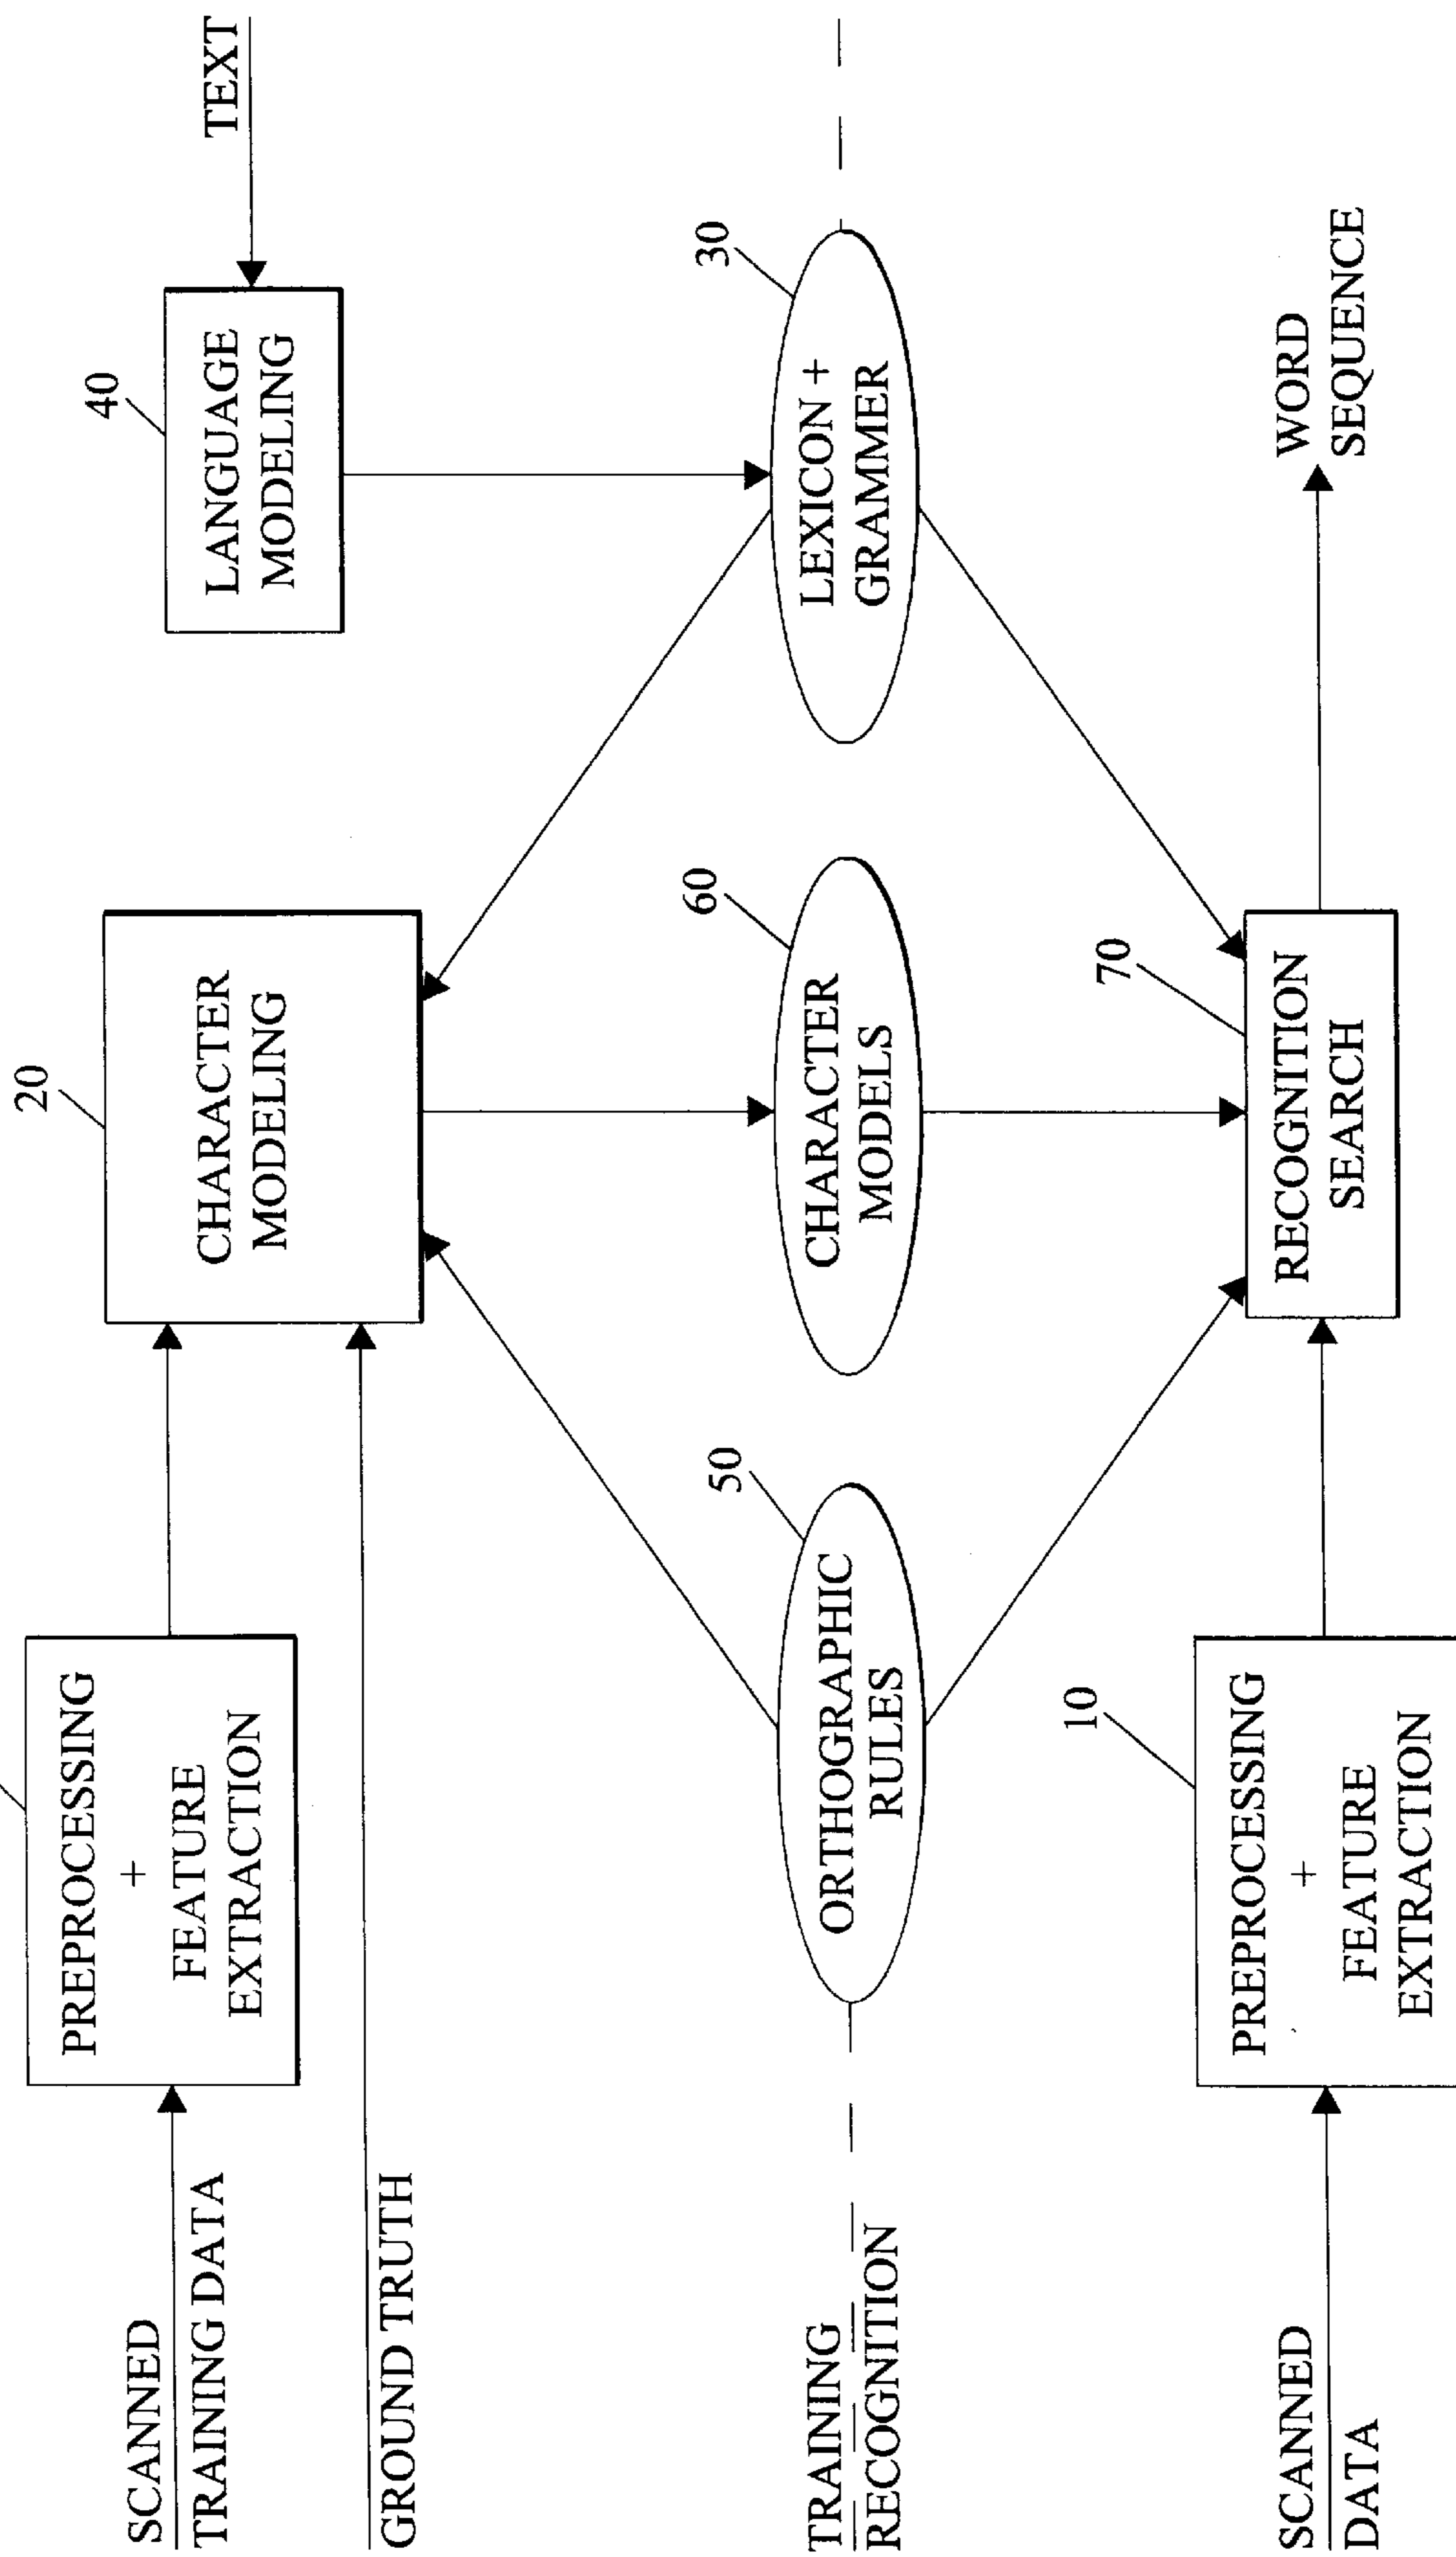 SCANNED
TRAINING DATA
GROUND TRUTH
PREPROCESSING
+
FEATURE
EXTRACTION
20
CHARACTER
MODELING
40
LANGUAGE
MODELING
TEXT
TRAINING
RECOGNITION
50
ORTHOGRAPHIC
RULES
60
CHARACTER
MODELS
30
LEXICON +
GRAMMER
SCANNED
DATA
10
PREPROCESSING
+
FEATURE
EXTRACTION
70
RECOGNITION
SEARCH
WORD
SEQUENCE